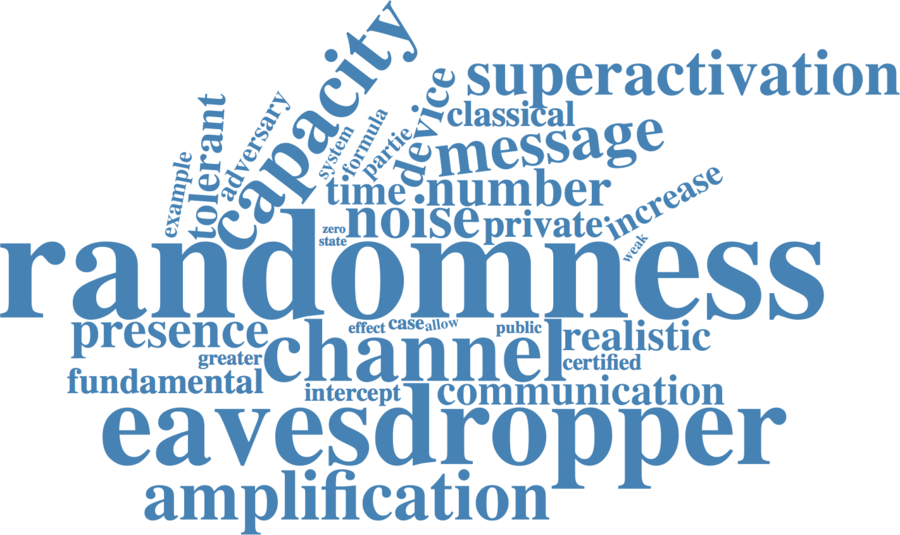 capacity
superactivation
device
classical
tolerant
adversary
system
formula
partie
message
example
time
number
increase
noise
private
zero
state
weak
randomness
presence
effect
case
allow
public
realistic
greater
channel
certified
fundamental
intercept
communication
eavesdropper
amplification